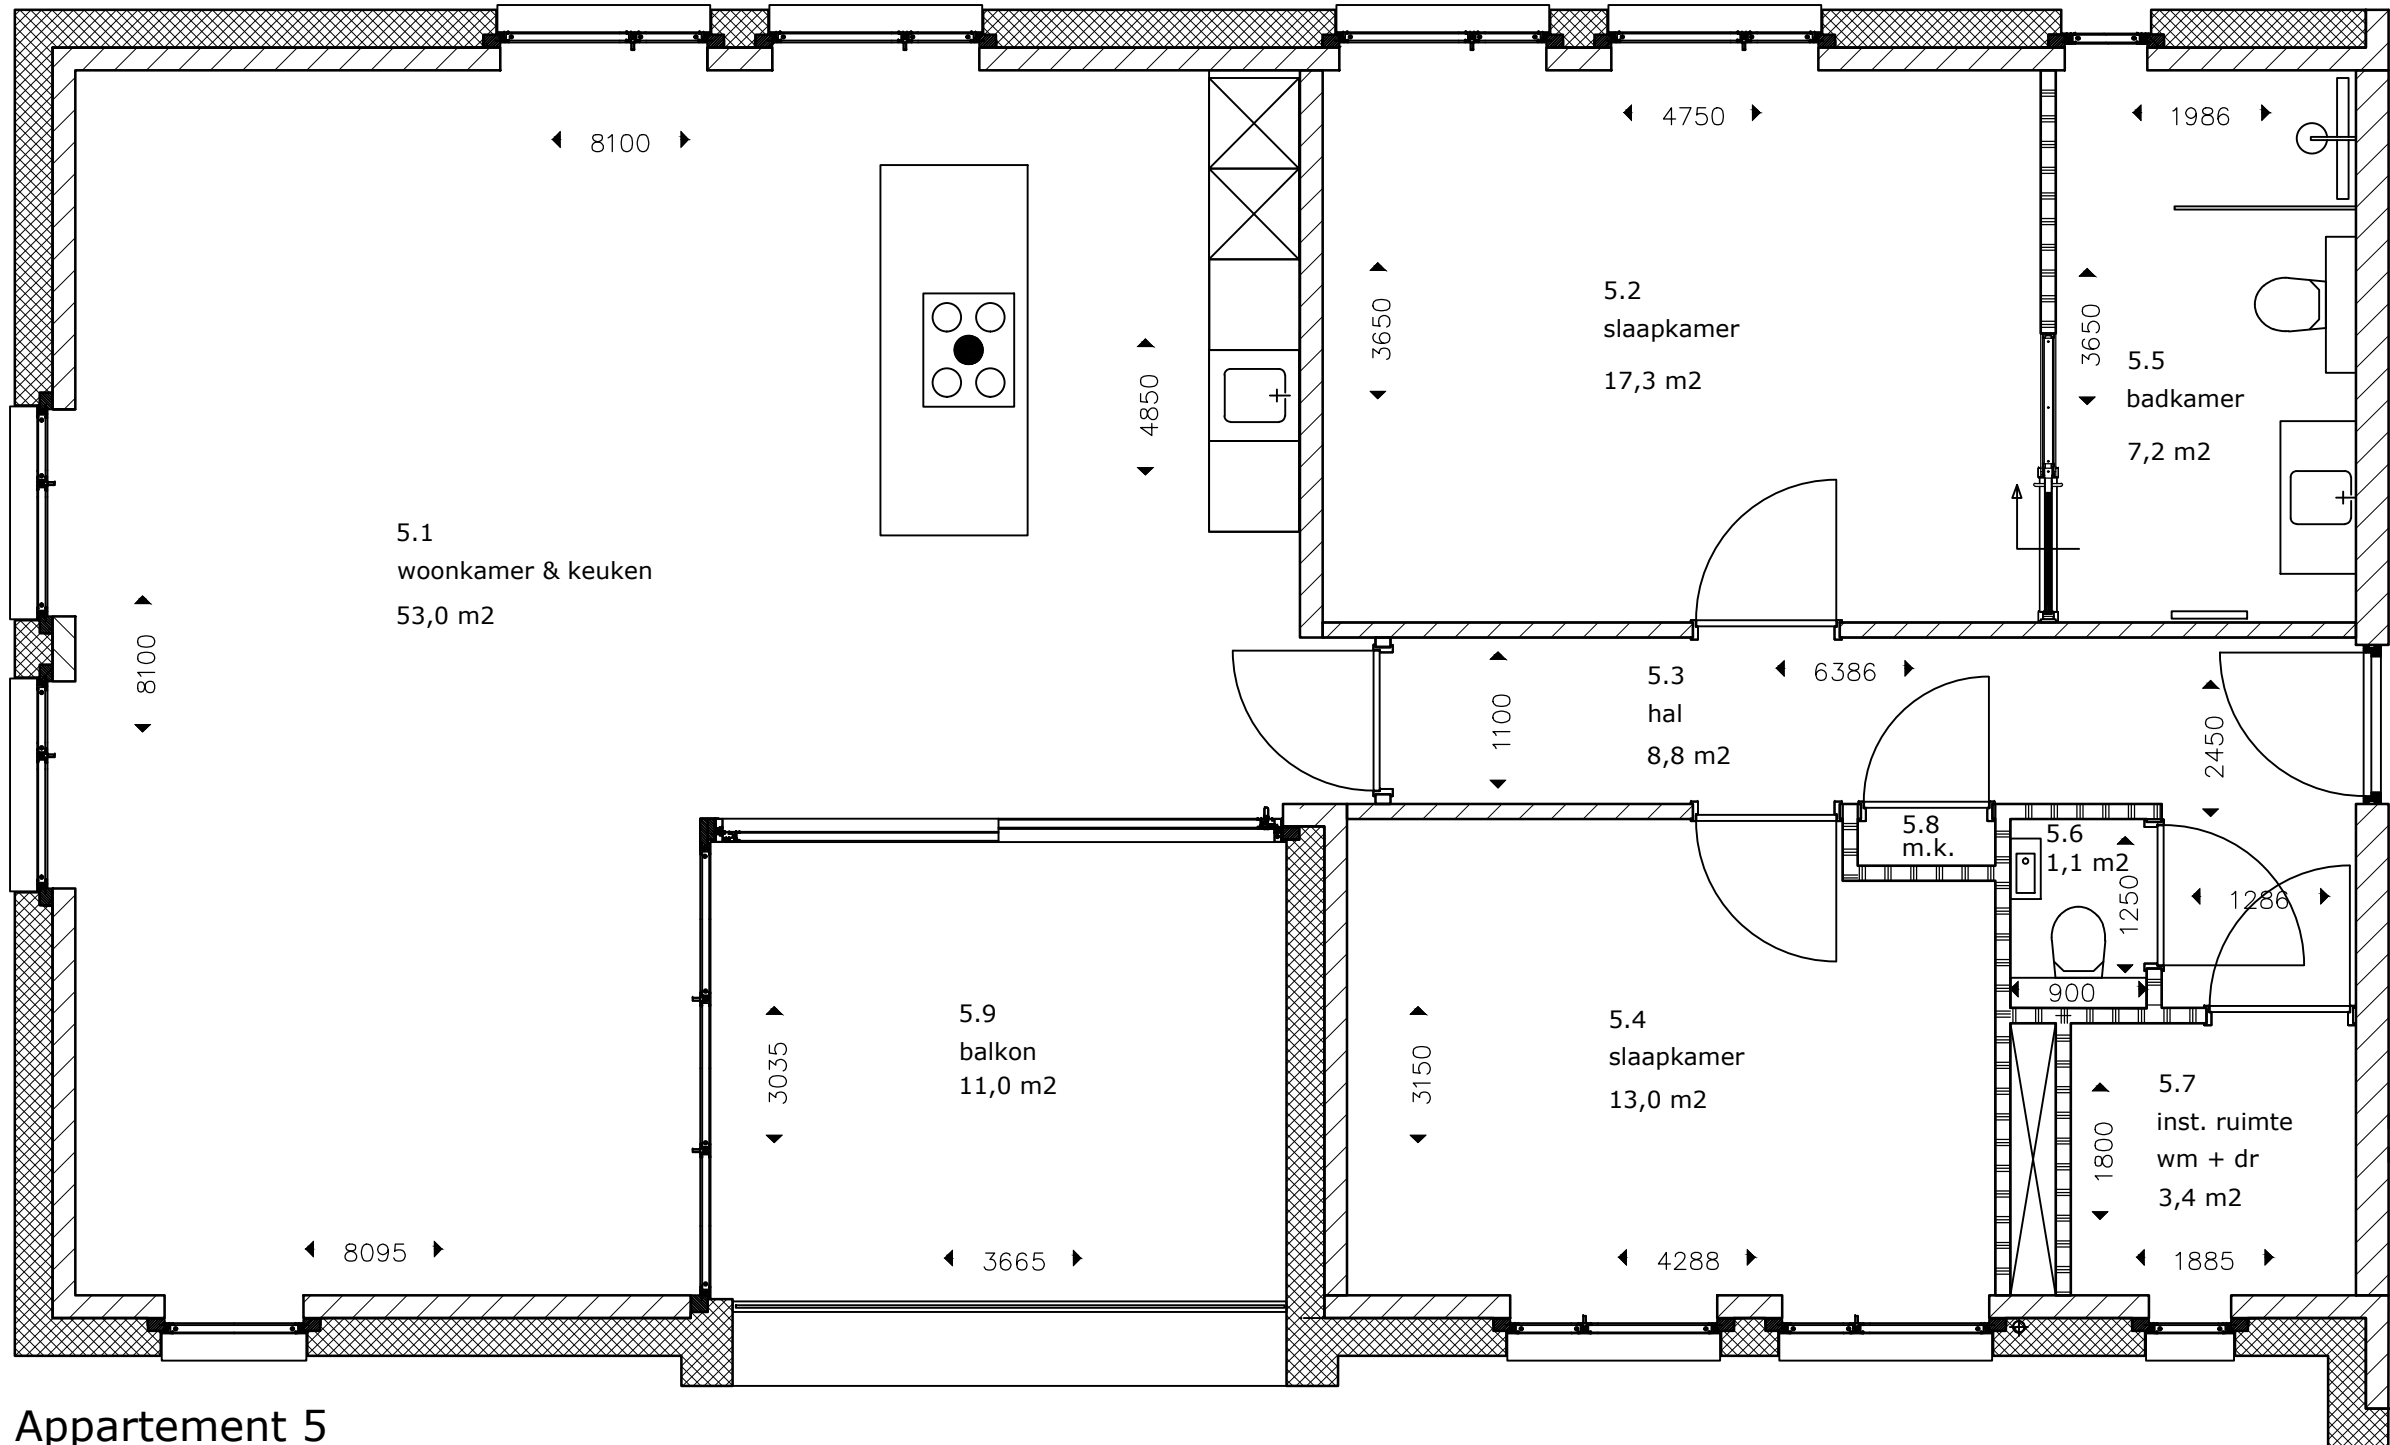 8100
4750
1986
3650
5.2
slaapkamer
17,3 m2
3650
5.5
badkamer
7,2 m2
4850
5.1
woonkamer & keuken
53,0 m2
8100
5.3
hal
8,8 m2
6386
1100
2450
5.8
m.k.
5.6
1,1 m2
1250
1286
900
5.9
balkon
11,0 m2
3035
3665
5.4
slaapkamer
13,0 m2
3150
4288
5.7
inst. ruimte
wm + dr
3,4 m2
1800
1885
8095
Appartement 5